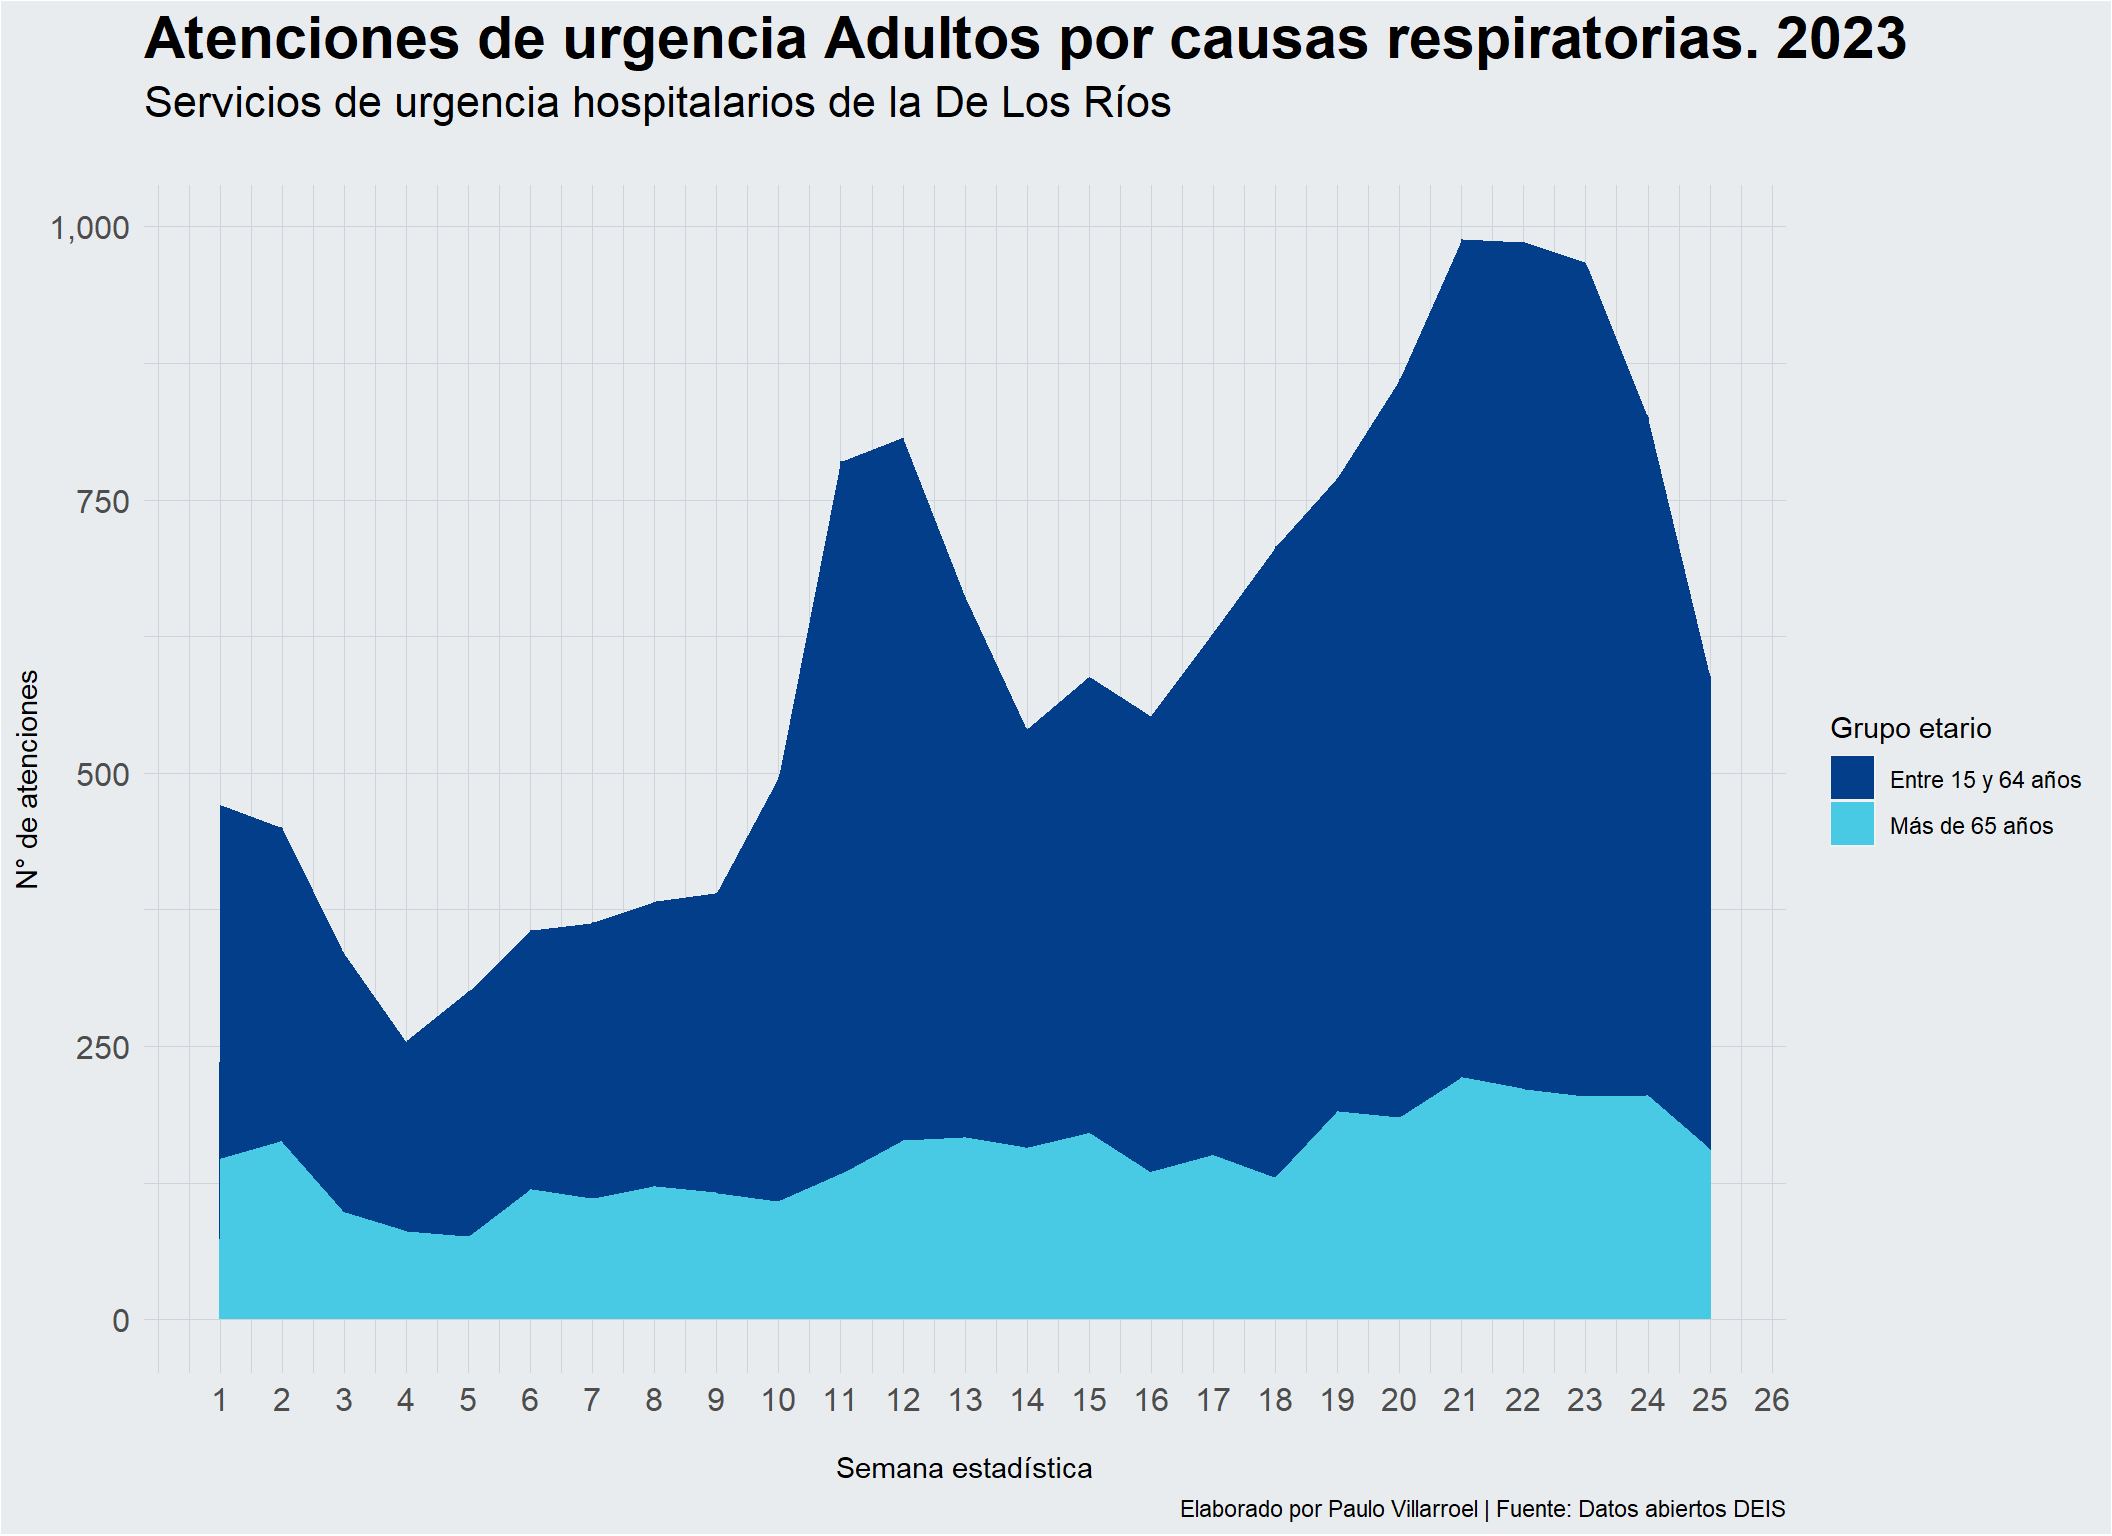 Atenciones de urgencia Adultos por causas respiratorias. 2023
Servicios de urgencia hospitalarios de la De Los Ríos
1,000
750
500
250
0
N° de atenciones
1 2 3 4 5 6 7 8 9 10 11 12 13 14 15 16 17 18 19 20 21 22 23 24 25 26
Semana estadística
Grupo etario
Entre 15 y 64 años
Más de 65 años
Elaborado por Paulo Villarroel | Fuente: Datos abiertos DEIS